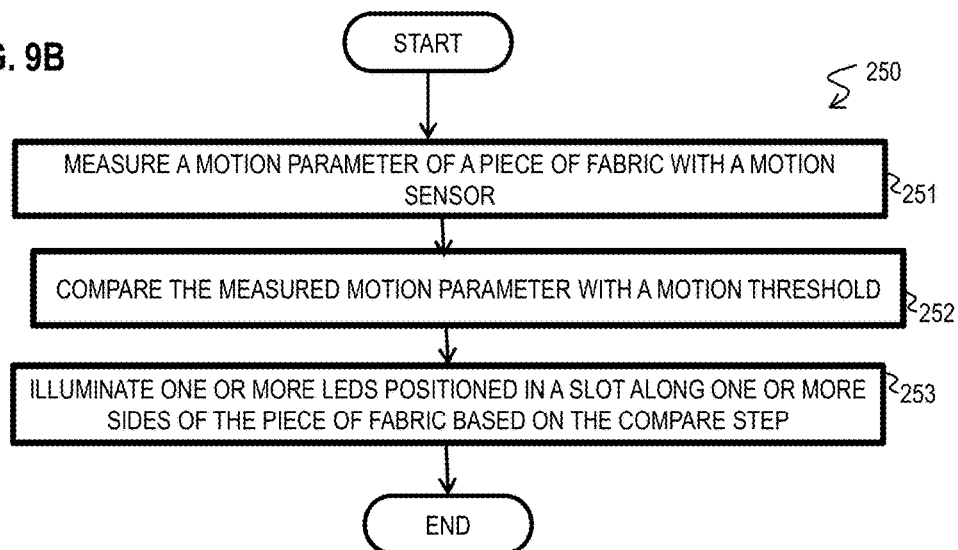 START
G. 9B
250
MEASURE A MOTION PARAMETER OF A PIECE OF FABRIC WITH A MOTION
SENSOR
251
COMPARE THE MEASURED MOTION PARAMETER WITH A MOTION THRESHOLD
252
ILLUMINATE ONE OR MORE LEDS POSITIONED IN A SLOT ALONG ONE OR MORE
SIDES OF THE PIECE OF FABRIC BASED ON THE COMPARE STEP
253
END